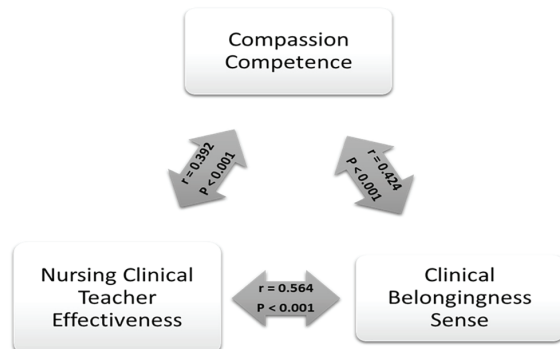 Compassion
Competence
r = 0.392
P < 0.001
r = 0.424
P < 0.001
Nursing Clinical
Teacher
Effectiveness
r = 0.564
P < 0.001
Clinical
Belongingness
Sense